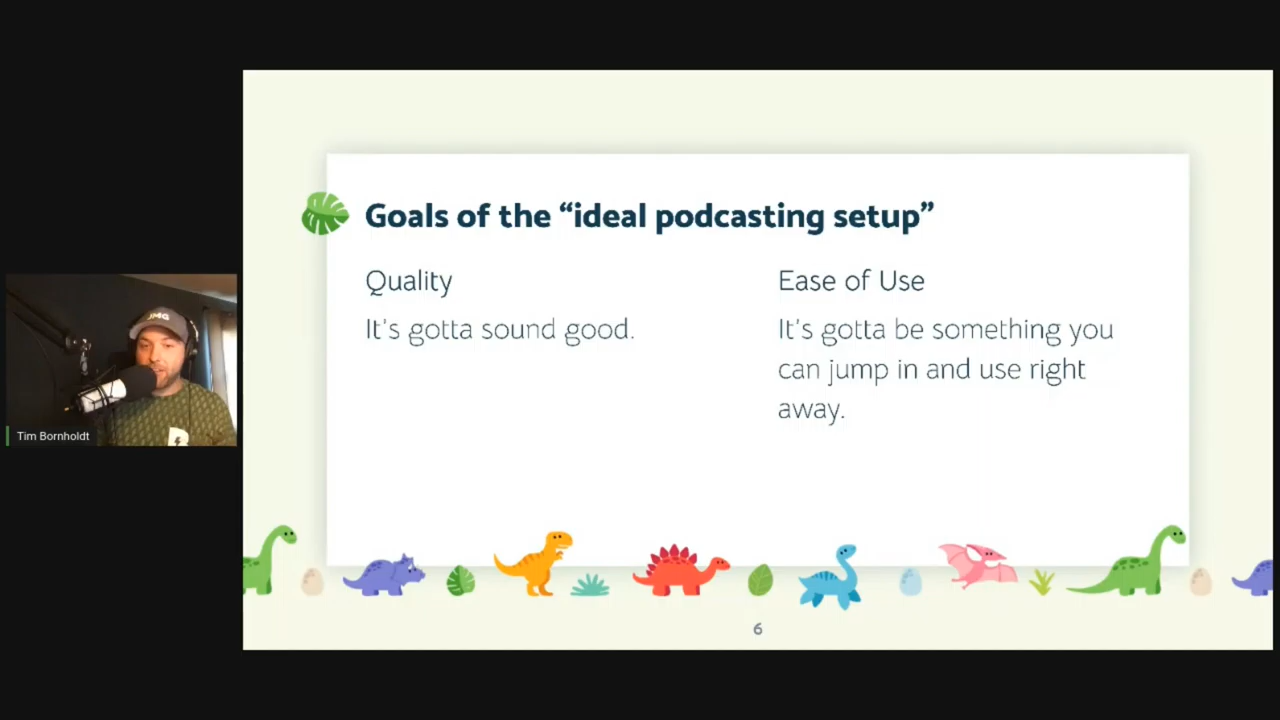 Goals of the “ideal podcasting setup”
Quality
It's gotta sound good.
Ease of Use
It's gotta be something you
can jump in and use right
away.
Tim Bornholdt
6